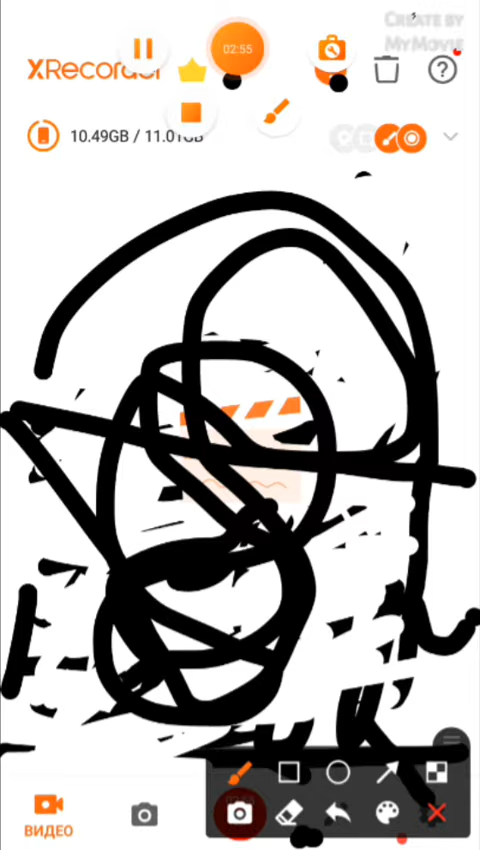 CREATE BY
MYMOVIE
02:55
XRecorder
10.49GB / 11.01GB
ВИДЕО